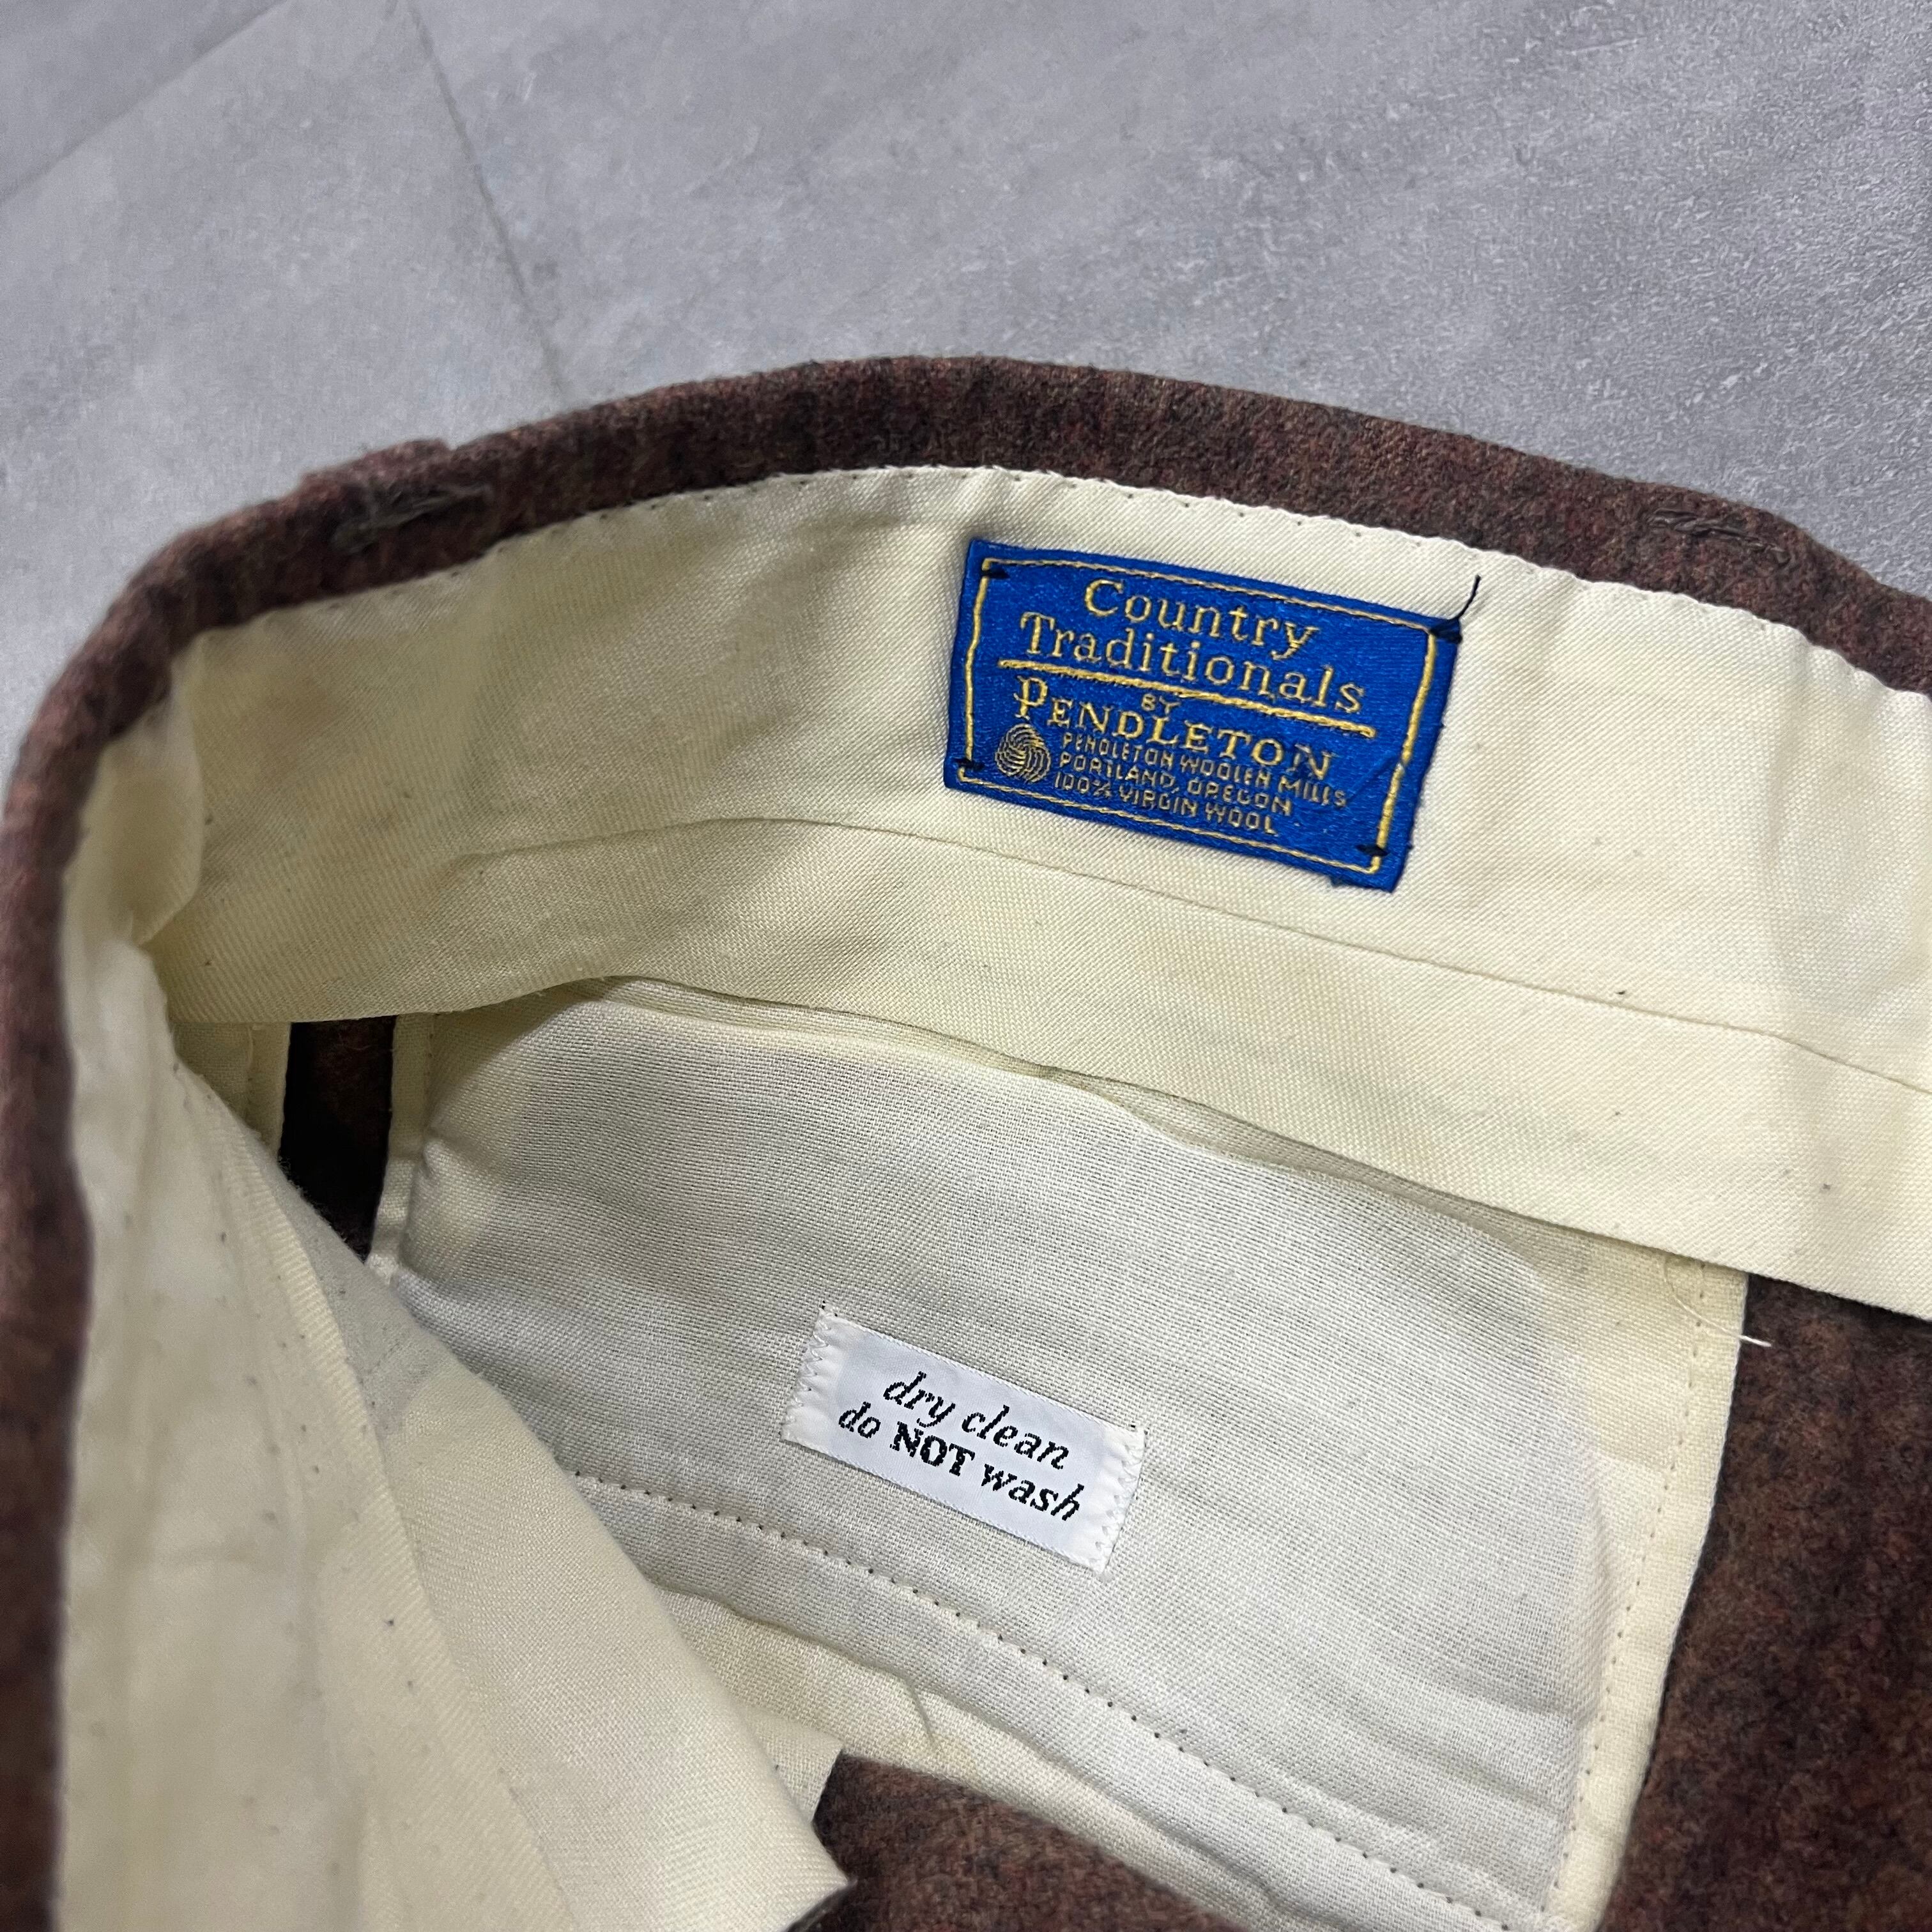 Country
Traditionals
BY
PENDLETON
PENDLETON WOOLEN MILLS
PORTLAND, OREGON
100% VIRGIN WOOL
dry clean
do NOT wash